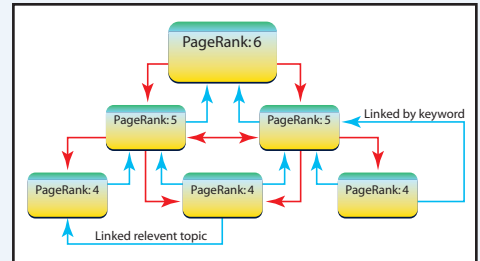 PageRank: 6
PageRank: 5
PageRank: 5
Linked by keyword
PageRank: 4
PageRank: 4
PageRank: 4
Linked relevent topic